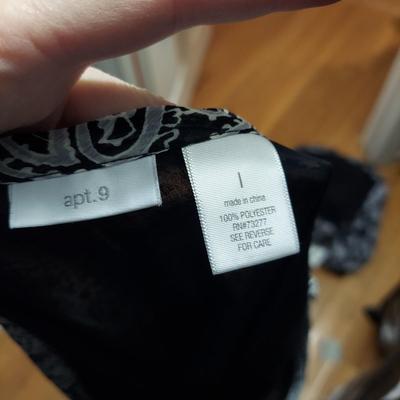 apt.9
l
made in china
100% POLYESTER
RN#73277
SEE REVERSE
FOR CARE